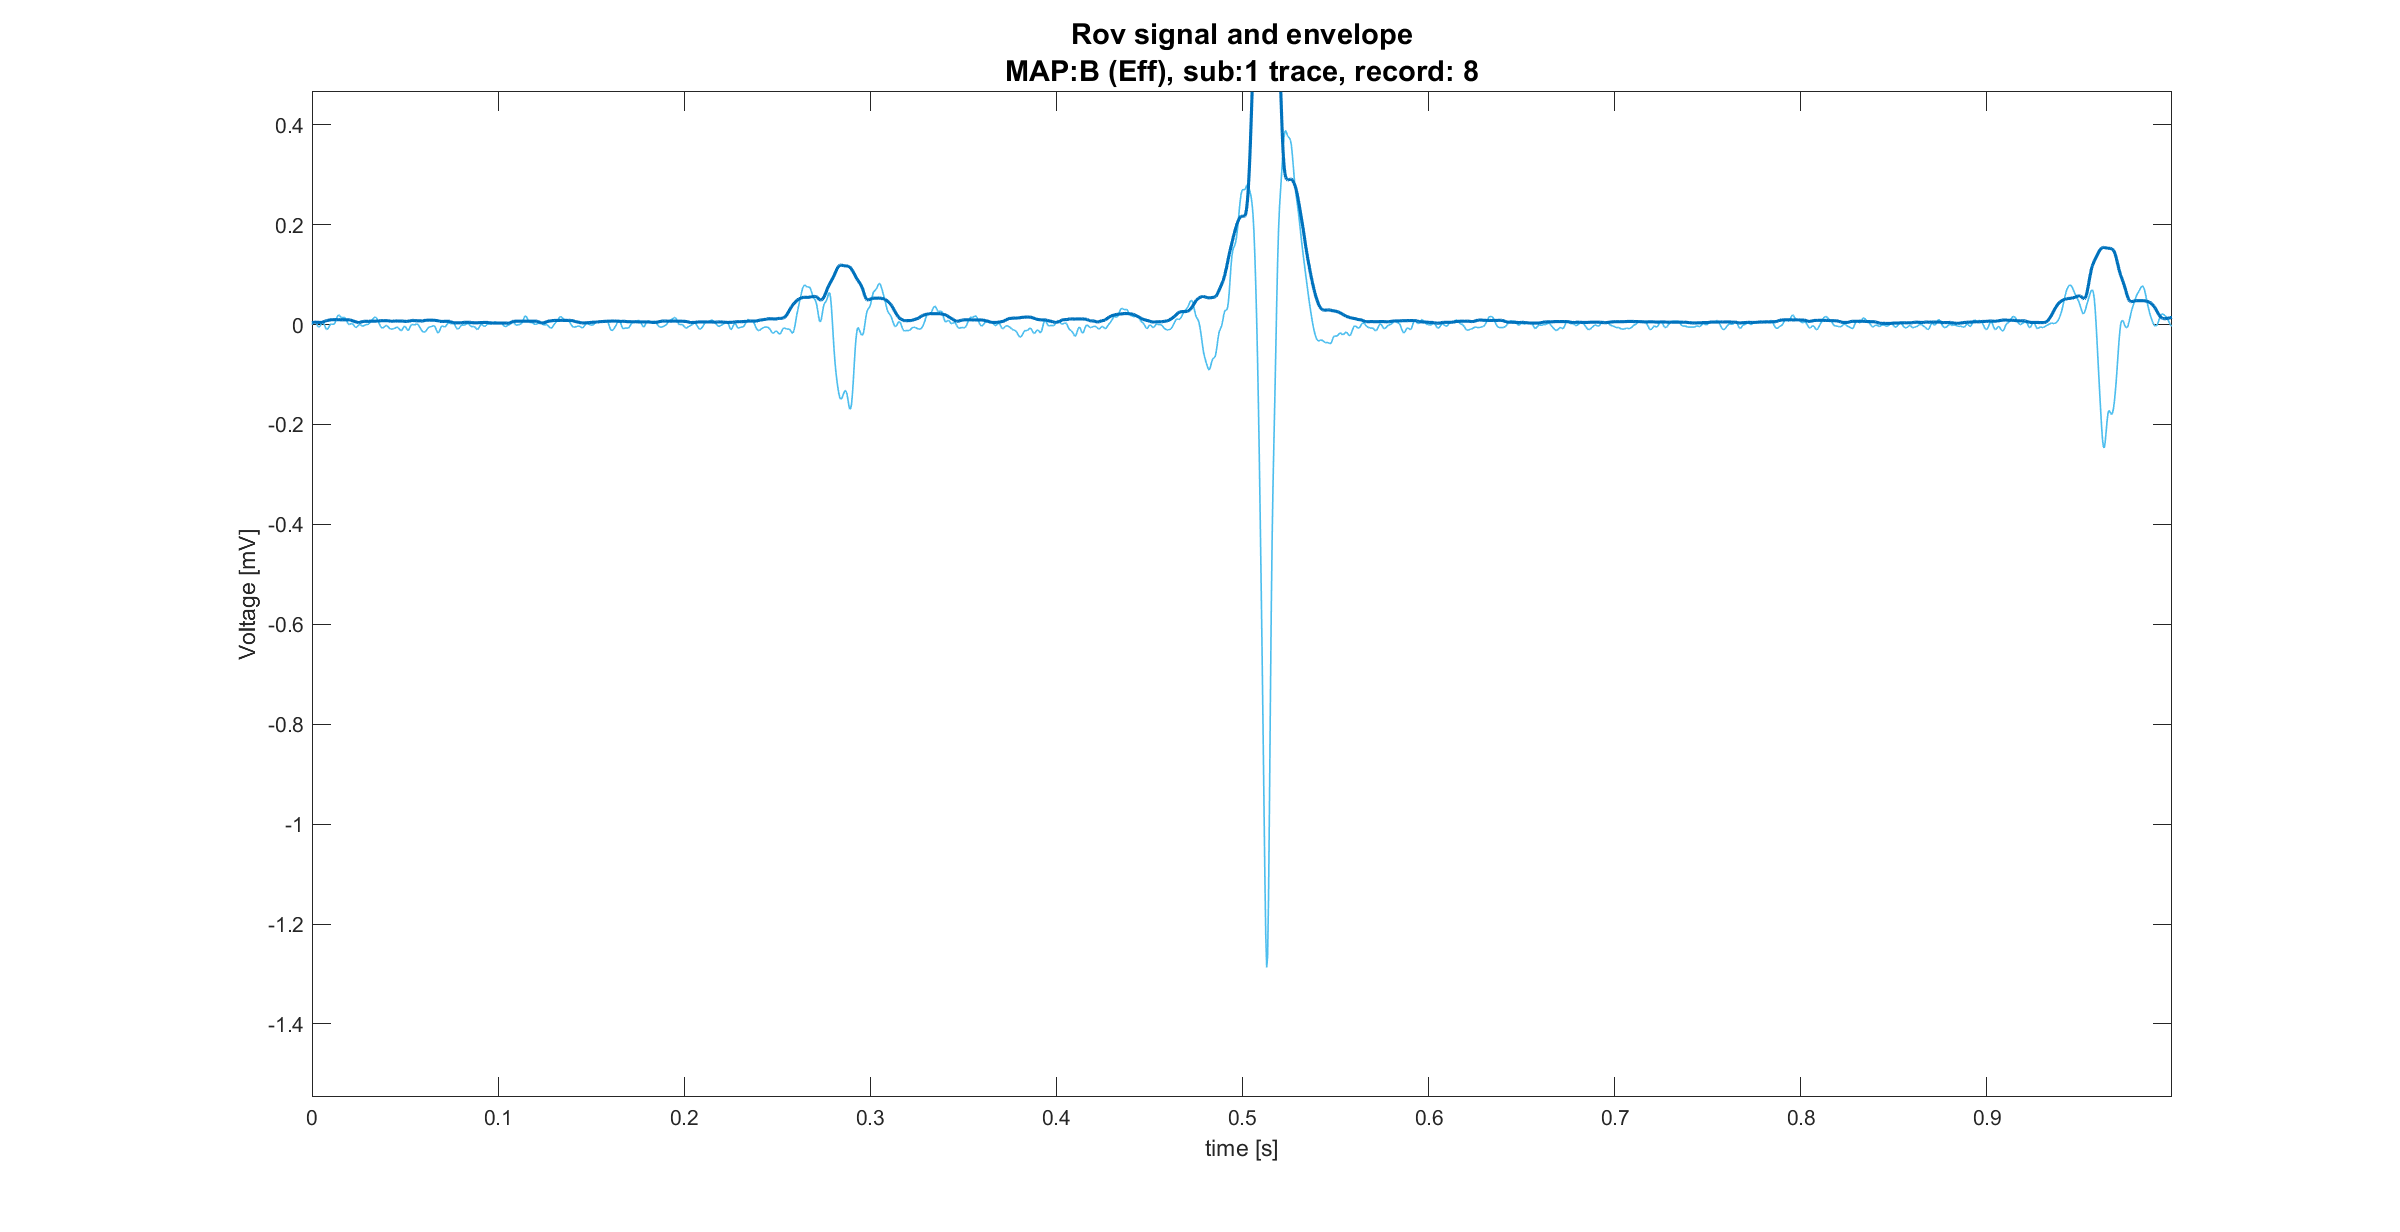 Rov signal and envelope
MAP:B (Eff), sub:1 trace, record: 8
0.4
0.2
0
-0.2
-0.4
-0.6
-0.8
-1
-1.2
-1.4
Voltage [mV]
0 0.1 0.2 0.3 0.4 0.5 0.6 0.7 0.8 0.9
time [s]